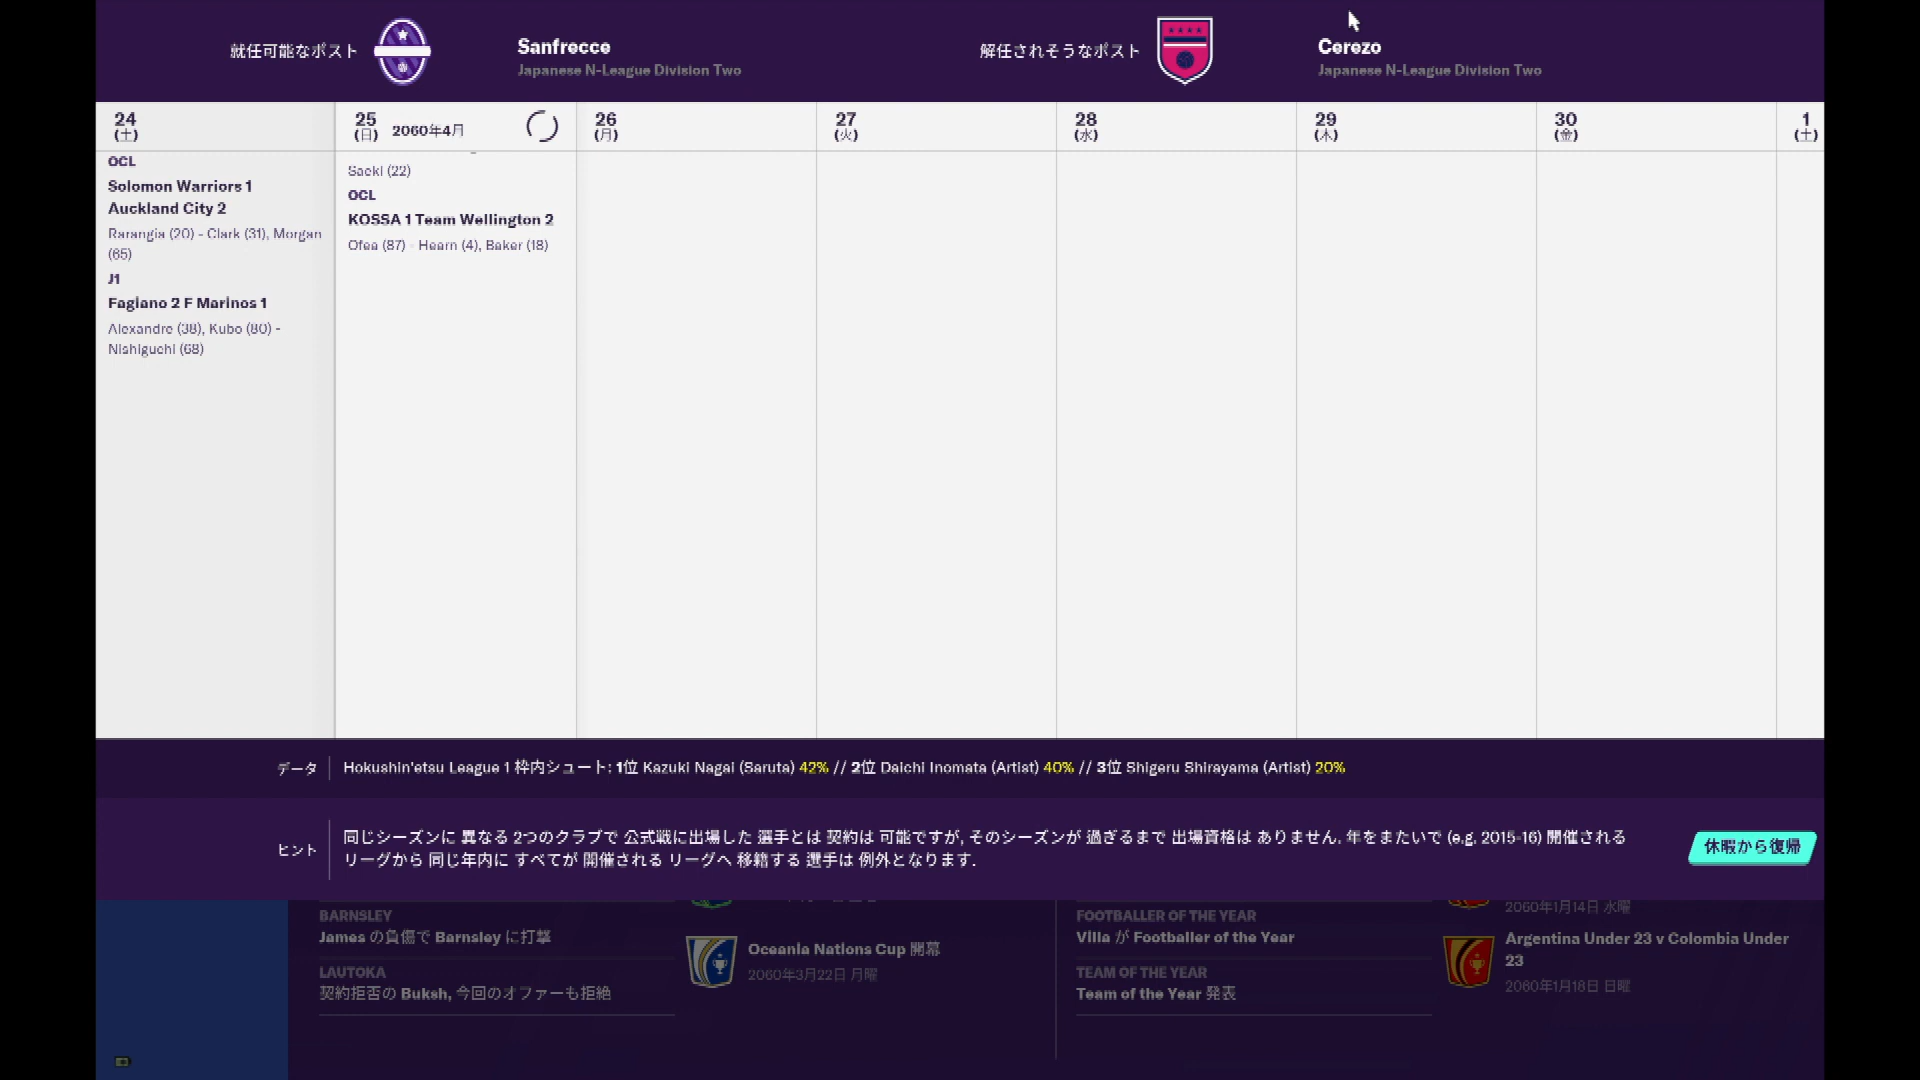 就任可能なポスト
Sanfrecce
Japanese N-League Division Two
解任されそうなポスト
Cerezo
Japanese N-League Division Two
24
(土)
25
(日)
2060年4月
26
(月)
27
(火)
28
(水)
29
(木)
30
(金)
1
(土)
OCL
Solomon Warriors 1
Auckland City 2
Rarangia (20) - Clark (31), Morgan
(65)
J1
Fagiano 2 F Marinos 1
Alexandre (38), Kubo (80) -
Nishiguchi (68)
Saeki (22)
OCL
KOSSA 1 Team Wellington 2
Ofea (87) - Hearn (4), Baker (18)
データ
Hokushin'etsu League 1 枠内シュート: 1位 Kazuki Nagai (Saruta) 42% // 2位 Daichi Inomata (Artist) 40% // 3位 Shigeru Shirayama (Artist) 20%
ヒント
同じシーズンに 異なる 2つのクラブで 公式戦に出場した 選手とは 契約は 可能ですが, そのシーズンが 過ぎるまで 出場資格は ありません. 年をまたいで (e.g. 2015-16) 開催される
リーグから 同じ年内に すべてが 開催される リーグへ 移籍する 選手は 例外となります.
休暇から復帰
BARNSLEY
James の負傷で Barnsley に打撃
LAUTOKA
契約拒否の Buksh, 今回のオファーも拒絶
Oceania Nations Cup 開幕
2060年3月22日 月曜
FOOTBALLER OF THE YEAR
Villa が Footballer of the Year
TEAM OF THE YEAR
Team of the Year 発表
2060年1月14日 水曜
Argentina Under 23 v Colombia Under
23
2060年1月18日 日曜